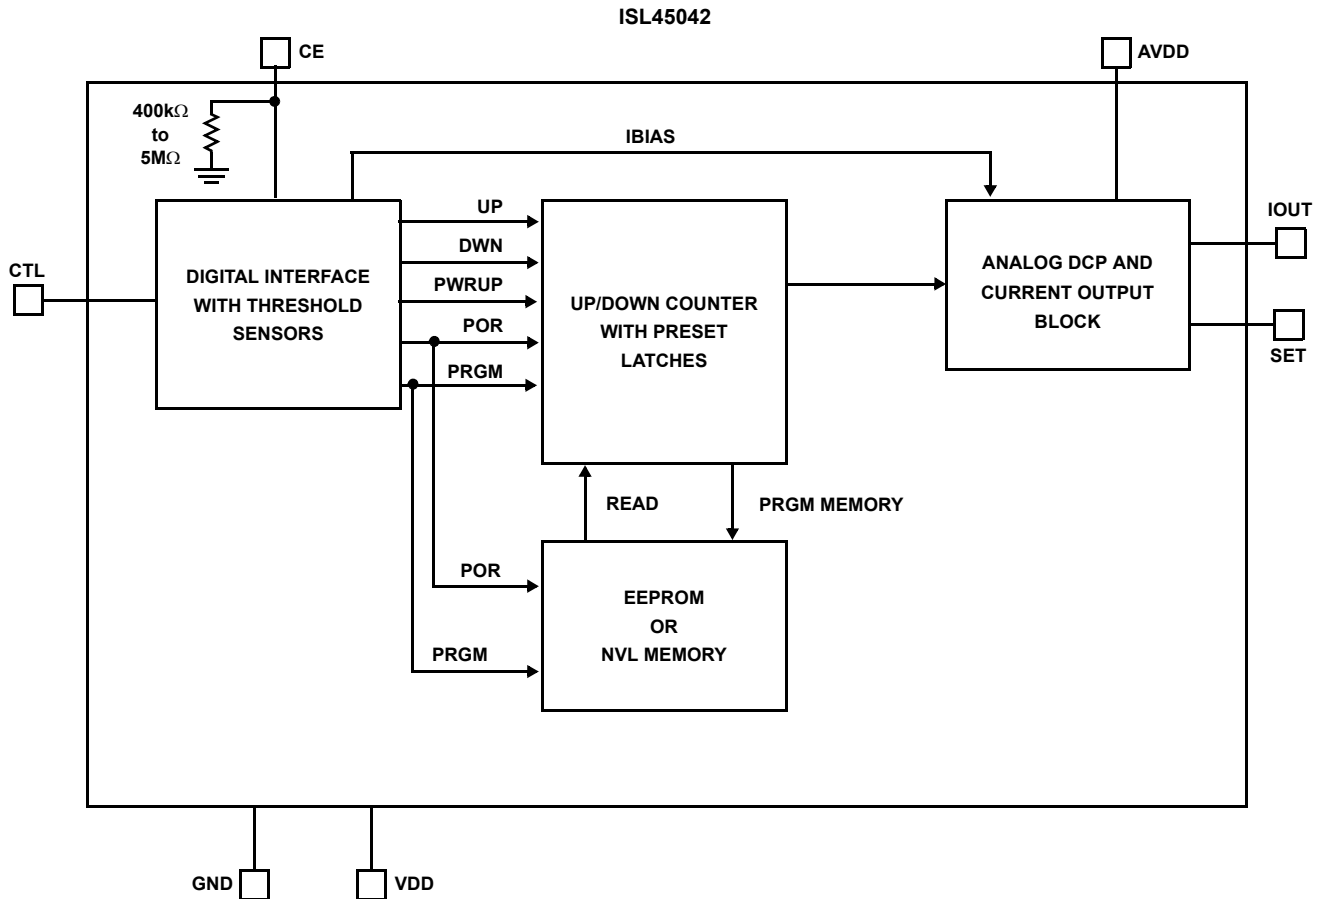 ISL45042
CE
AVDD
400kΩ
to
5MΩ
IBIAS
UP
DWN
PWRUP
POR
PRGM
CTL
DIGITAL INTERFACE
WITH THRESHOLD
SENSORS
UP/DOWN COUNTER
WITH PRESET
LATCHES
ANALOG DCP AND
CURRENT OUTPUT
BLOCK
IOUT
SET
READ
PRGM MEMORY
POR
PRGM
EEPROM
OR
NVL MEMORY
GND
VDD